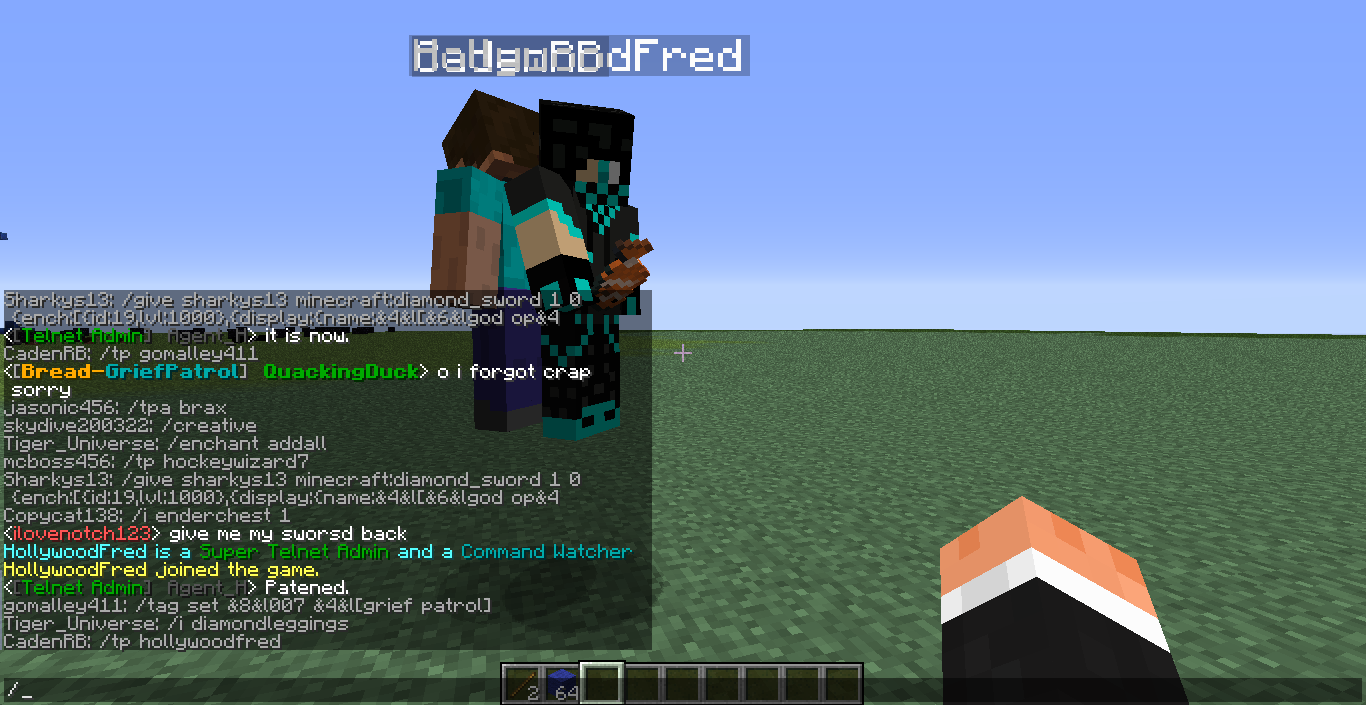 dFred
Sharkys13: /give sharkys13 minecraft:diamond_sword 1 0
{ench:[{id:19,lvl:1000},{display:{name:&4&l[&6&lgod op&4
<[Telnet Admin] Agent_A> it is now.
CadenRB: /tp gomalley411
<[Bread-GriefPatrol] QuackingDuck> o i forgot crap
sorry
jasonic456: /tpa brax
skydive200322: /creative
Tiger_Universe: /enchant addall
mcboss456: /tp hockeywizard7
Sharkys13: /give sharkys13 minecraft:diamond_sword 1 0
{ench:[{id:19,lvl:1000},{display:{name:&4&l[&6&lgod op&4
Copycat138: /i enderchest 1
<ilovenotch123> give me my sworsd back
HollywoodFred is a Super Telnet Admin and a Command Watcher
HollywoodFred joined the game.
<[Telnet Admin] Agent_A> Patened.
gomalley411: /tag set &8&l007 &4&l[grief patrol]
Tiger_Universe: /i diamondleggings
CadenRB: /tp hollywoodfred
2 64
/_